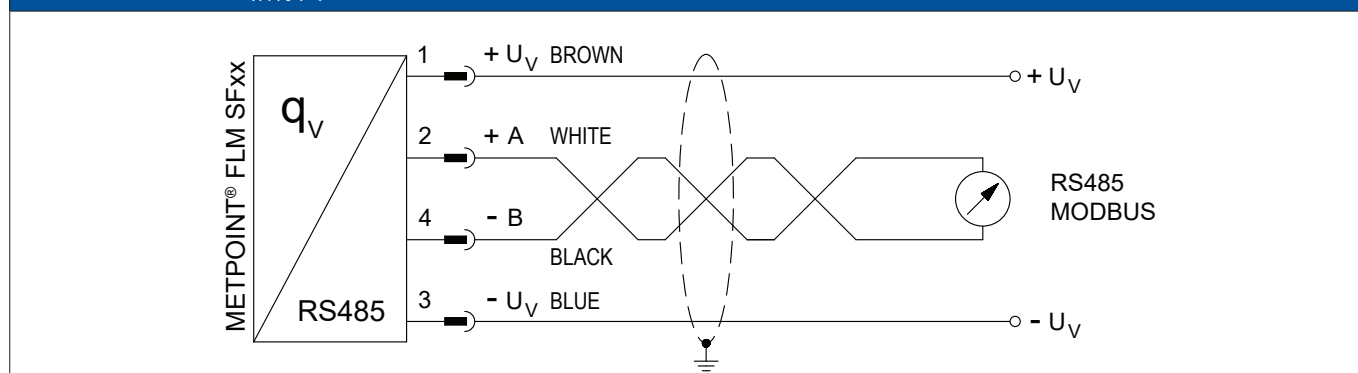 METPOINT® FLM SFxx
qV
RS485
1 + UV BROWN
+ UV
2 + A WHITE
4 - B
BLACK
RS485
MODBUS
3 - UV BLUE
- UV